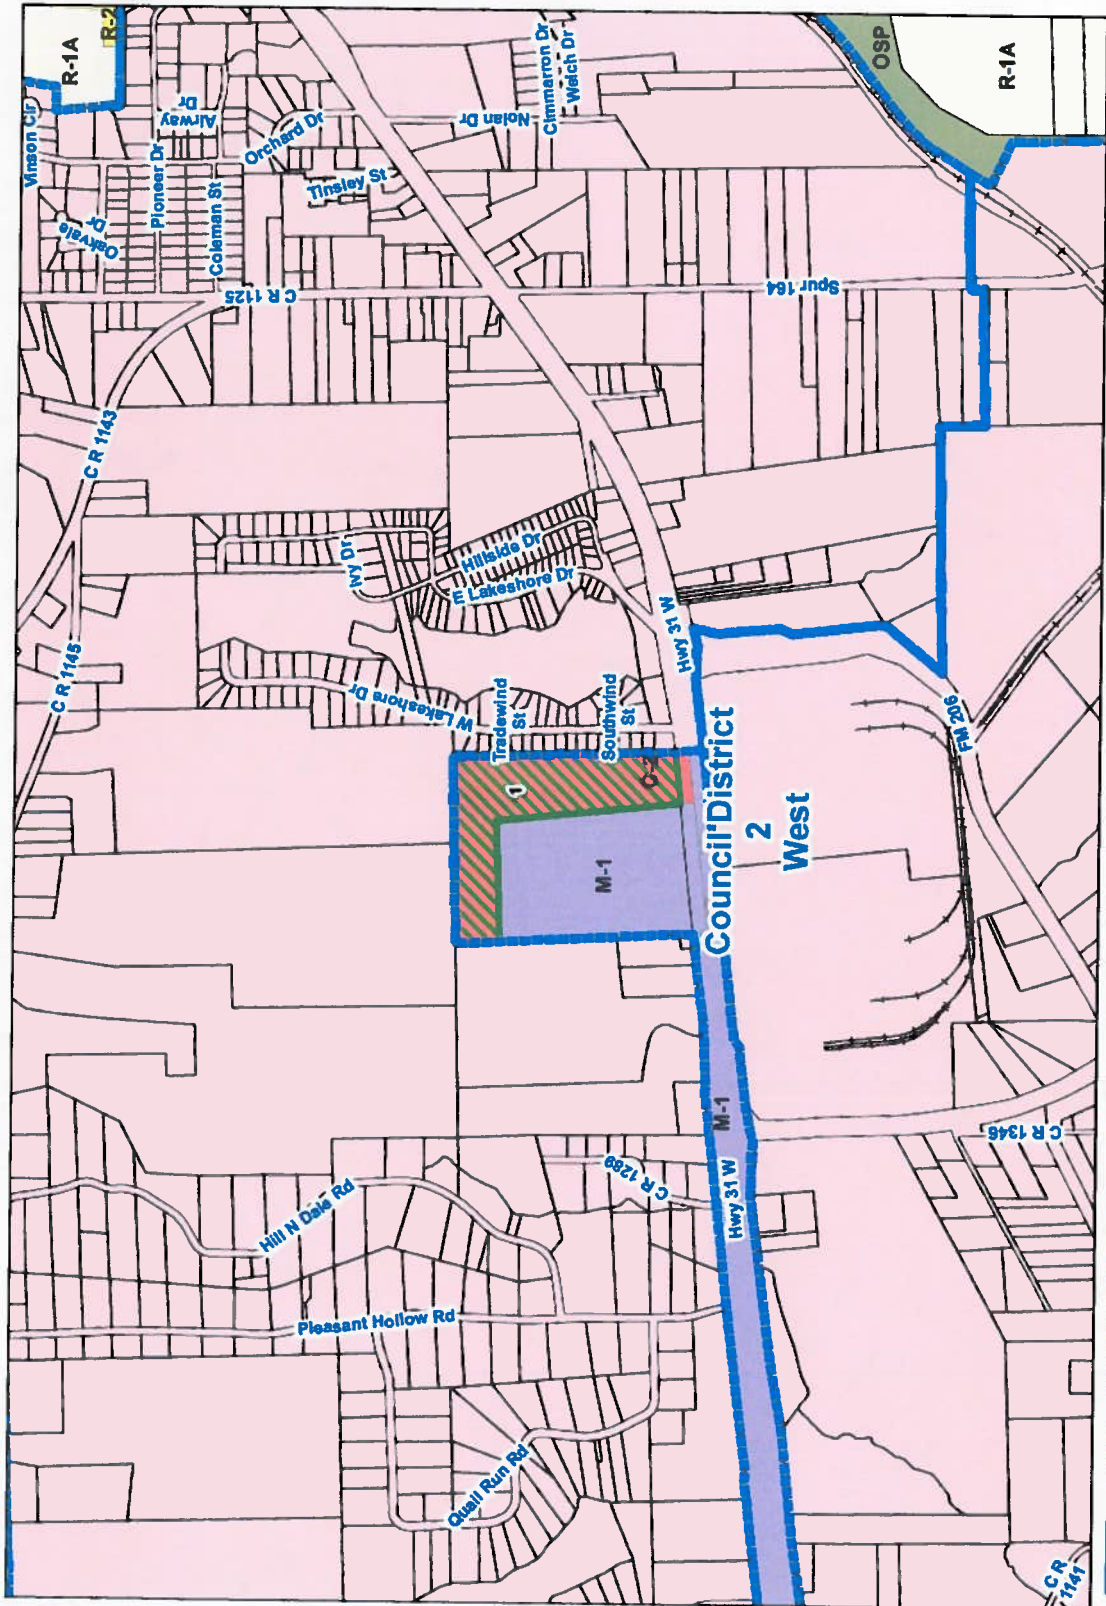 R-2
R-1A
OSP
R-1A
Vinson Cir
Airway
Dr
Cimmarron Dr
Welch Dr
Pioneer Dr
Orchard Dr
Nolan Dr
Oakvale
Dr
Coleman St
Tinsley St
C R 1125
Spur 164
C R 1143
Ivy Dr
Hillside Dr
E Lakeshore Dr
Hwy 31 W
C R 1145
W Lakeshore Dr
Tradewind
St
Southwind
St
FM 206
1
C-2
M-1
Council District
2
West
M-1
Hwy 31 W
C R 1289
C R 1346
Hill N Dale Rd
Pleasant Hollow Rd
Quail Run Rd
C R
1141